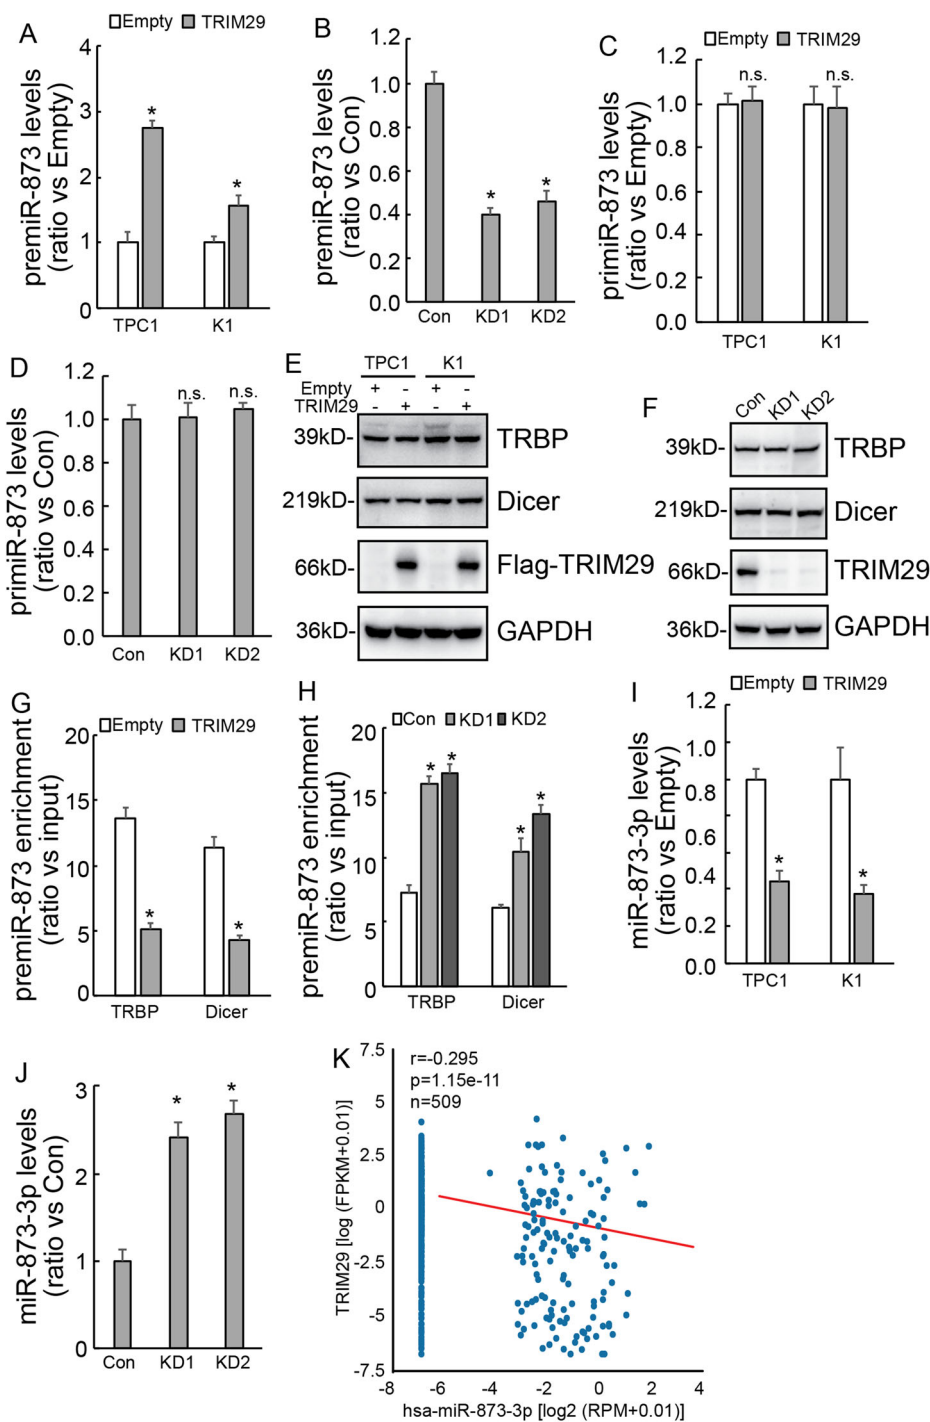 A
Empty TRIM29
premiR-873 levels
(ratio vs Empty)
4
3
2
1
0
* *
TPC1 K1
B
premiR-873 levels
(ratio vs Con)
1.2
1.0
0.8
0.6
0.4
0.2
0.0
* *
Con KD1 KD2
C
Empty TRIM29
primiR-873 levels
(ratio vs Empty)
1.2
1.0
0.8
0.6
0.4
0.2
0.0
n.s. n.s.
TPC1 K1
D
primiR-873 levels
(ratio vs Con)
1.2
1.0
0.8
0.6
0.4
0.2
0.0
n.s. n.s.
Con KD1 KD2
E
TPC1 K1
Empty + - + -
TRIM29 - + - +
39kD- TRBP
219kD- Dicer
66kD- Flag-TRIM29
36kD- GAPDH
F
Con KD1 KD2
39kD- TRBP
219kD- Dicer
66kD- TRIM29
36kD- GAPDH
G
Empty TRIM29
premiR-873 enrichment
(ratio vs input)
20
15
10
5
0
* *
TRBP Dicer
H
Con KD1 KD2
premiR-873 enrichment
(ratio vs input)
20
15
10
5
0
* * * *
TRBP Dicer
I
Empty TRIM29
miR-873-3p levels
(ratio vs Empty)
1.2
0.8
0.6
0.4
0.2
0.0
* *
TPC1 K1
J
miR-873-3p levels
(ratio vs Con)
3
2
1
0
* *
Con KD1 KD2
K
r=-0.295
p=1.15e-11
n=509
TRIM29 [log (FPKM+0.01)]
7.5
5
2.5
0
-2.5
-5
-7.5
-8 -6 -4 -2 0 2 4
hsa-miR-873-3p [log2 (RPM+0.01)]